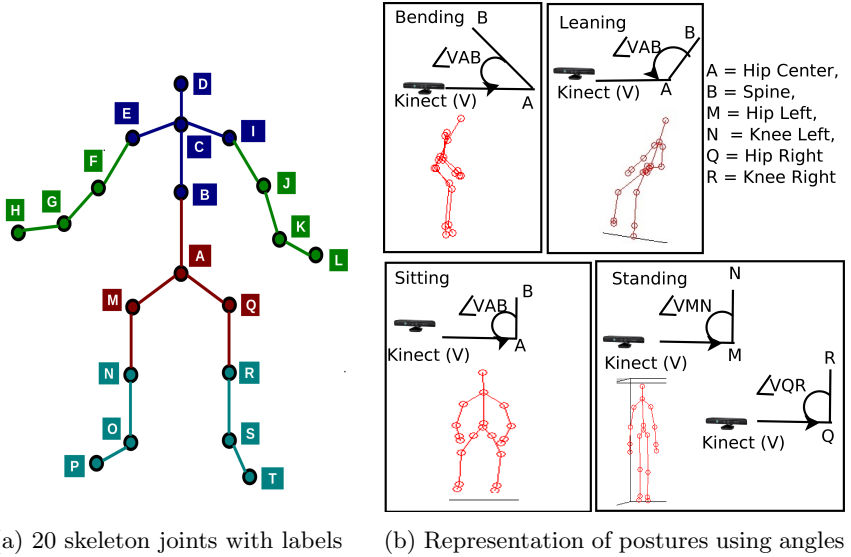 D
E
I
C
F
J
B
G
H
K
L
A
M
Q
N
R
O
S
P
T
Bending
B
∠VAB
Kinect (V)
A
Leaning
B
∠VAB
Kinect (V)
A
A = Hip Center,
B = Spine,
M = Hip Left,
N = Knee Left,
Q = Hip Right
R = Knee Right
Sitting
∠VAB
B
Kinect (V)
A
Standing
N
∠VMN
Kinect (V)
M
R
∠VQR
Kinect (V)
Q
a) 20 skeleton joints with labels
(b) Representation of postures using angles